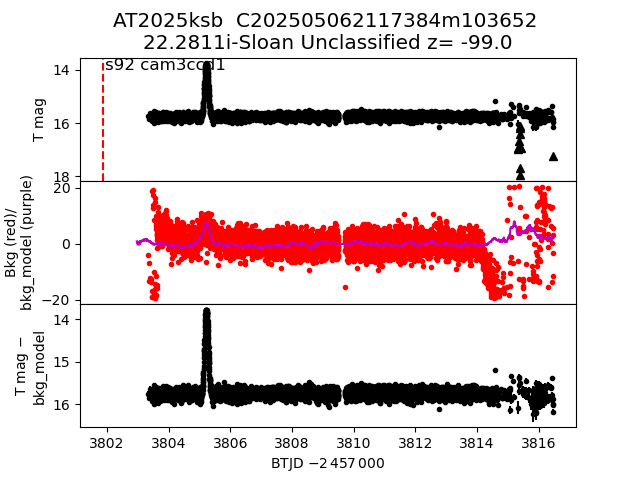 AT2025ksb C202505062117384m103652
22.2811i-Sloan Unclassified z= -99.0
s92 cam3ccd1
14
16
18
T mag
20
0
−20
Bkg (red)/
bkg_model (purple)
14
15
16
T mag −
bkg_model
3802 3804 3806 3808 3810 3812 3814 3816
BTJD −2 457 000